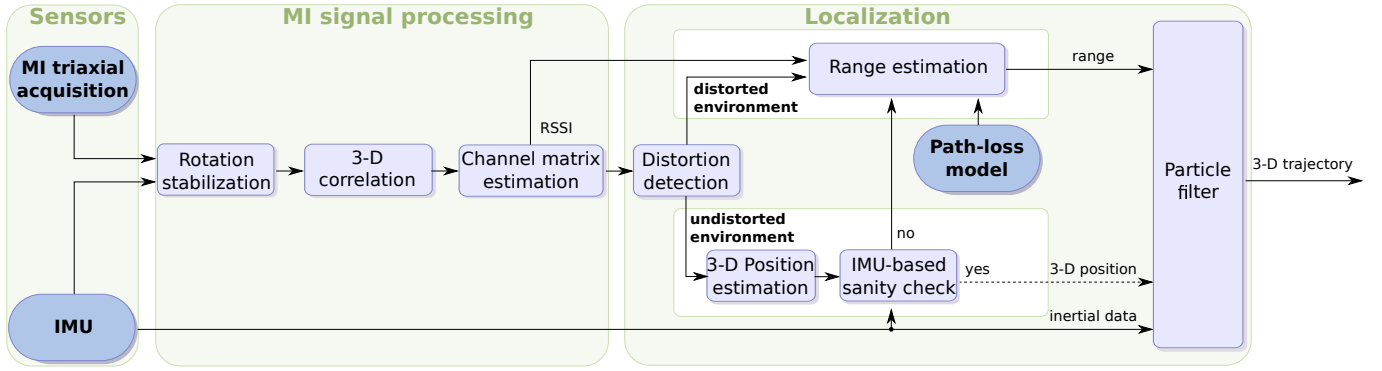 Sensors
MI signal processing
Localization
MI triaxial
acquisition
IMU
Rotation
stabilization
3-D
correlation
Channel matrix
estimation
RSSI
Distortion
detection
distorted
environment
Range estimation
range
Path-loss
model
undistorted
environment
3-D Position
estimation
IMU-based
sanity check
no
yes
3-D position
inertial data
Particle
filter
3-D trajectory